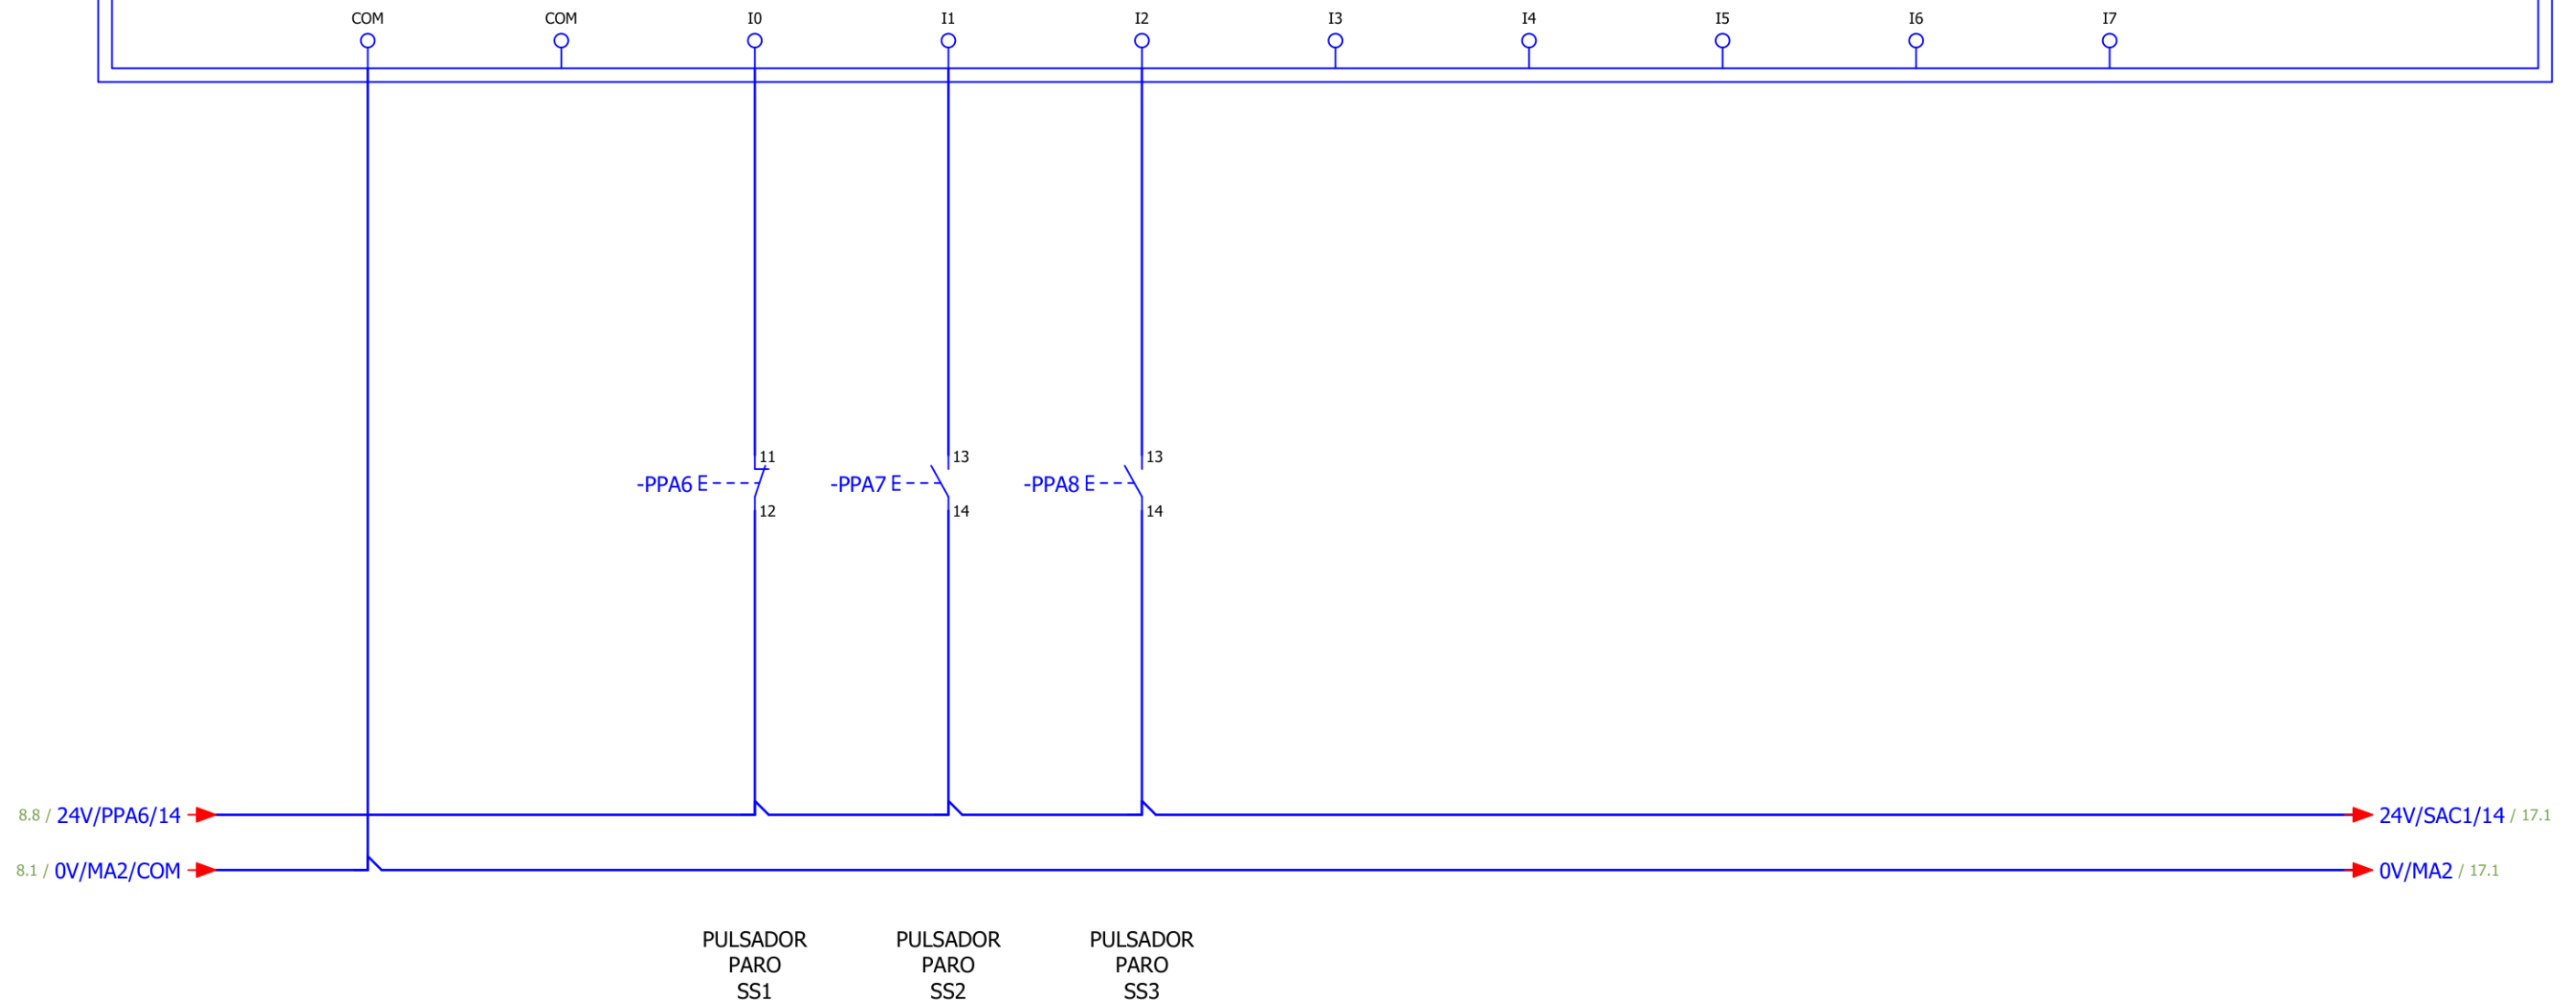 COM COM I0 I1 I2 I3 I4 I5 I6 I7
11 13 13
-PPA6 -PPA7 -PPA8
12 14 14
8.8 / 24V/PPA6/14 24V/SAC1/14 / 17.1
8.1 / 0V/MA2/COM 0V/MA2 / 17.1
PULSADOR PULSADOR PULSADOR
PARO PARO PARO
SS1 SS2 SS3